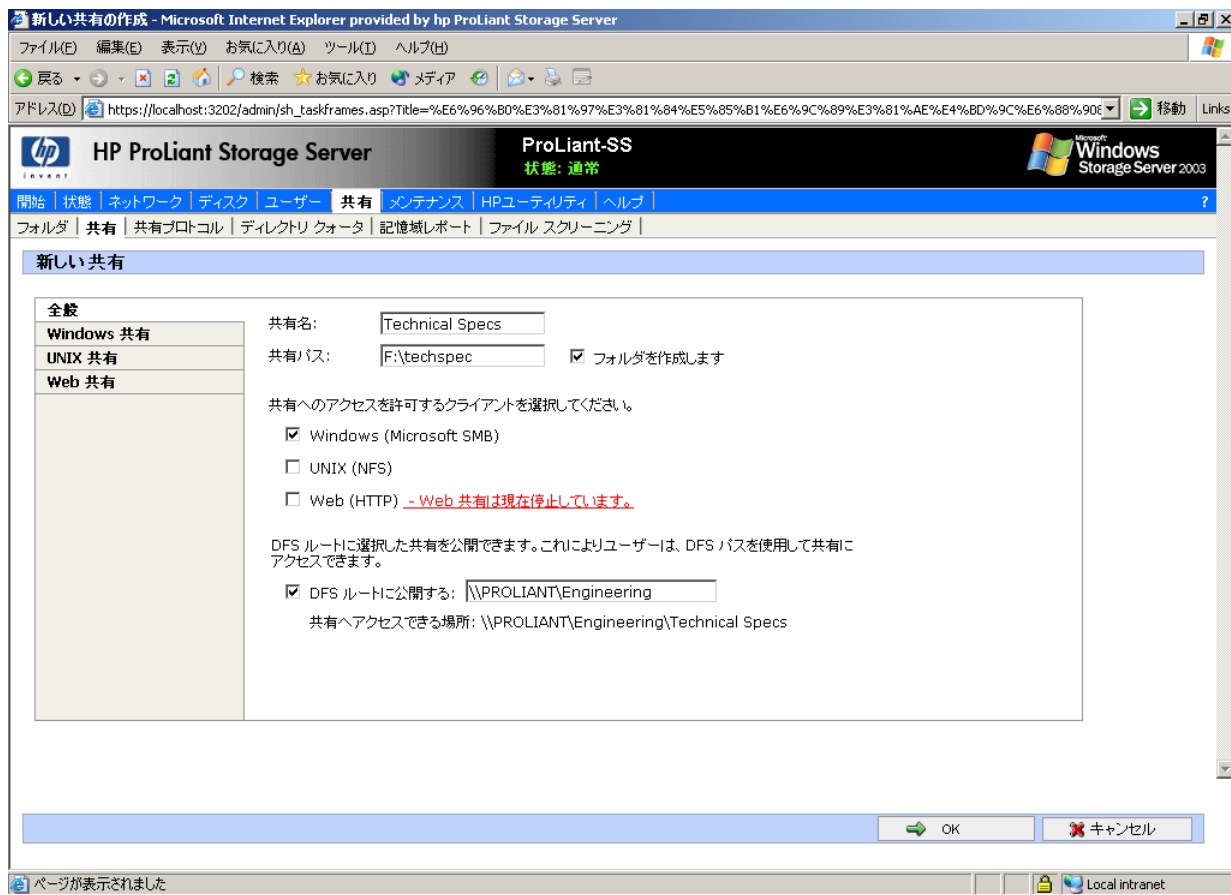 新しい共有の作成 - Microsoft Internet Explorer provided by hp ProLiant Storage Server
ファイル(F) 編集(E) 表示(V) お気に入り(A) ツール(T) ヘルプ(H)
戻る 検索 お気に入り メディア
アドレス(D) https://localhost:3202/admin/sh_taskframes.asp?Title=%E6%96%B0%E3%81%97%E3%81%84%E5%85%B1%E6%9C%89%E3%81%AE%E4%BD%9C%E6%88%908 移動 Links
hp invent HP ProLiant Storage Server ProLiant-SS Microsoft Windows Storage Server 2003
状態: 通常
開始 状態 ネットワーク ディスク ユーザー 共有 メンテナンス HPユーティリティ ヘルプ ?
フォルダ 共有 共有プロトコル ディレクトリ クォータ 記憶域レポート ファイル スクリーニング
新しい共有
全般
Windows 共有
UNIX 共有
Web 共有
共有名: Technical Specs
共有パス: F:\techspec フォルダを作成します
共有へのアクセスを許可するクライアントを選択してください。
Windows (Microsoft SMB)
UNIX (NFS)
Web (HTTP) - Web 共有は現在停止しています。
DFS ルートに選択した共有を公開できます。これによりユーザーは、DFS パスを使用して共有に
アクセスできます。
DFS ルートに公開する: \\PROLIANT\Engineering
共有へアクセスできる場所: \\PROLIANT\Engineering\Technical Specs
OK キャンセル
ページが表示されました Local intranet